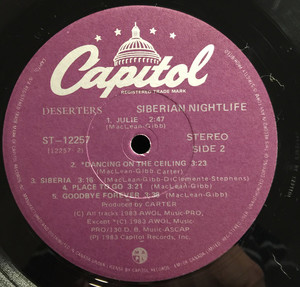 Capitol
REGISTERED TRADE MARK
DESERTERS SIBERIAN NIGHTLIFE
1. JULIE 2:47
(MacLean-Gibb)
ST-12257 STEREO
(12257-2) SIDE 2
2. *DANCING ON THE CEILING 3:23
(MacLean-Gibb-Carter)
3. SIBERIA 3:16
(MacLean-Gibb-DiClemente-Stephens)
4. PLACE TO GO 3:21
(MacLean-Gibb)
5. GOODBYE FOREVER 3:38
(MacLean-Gibb)
Produced by CARTER
(C) All tracks 1983 AWOL Music-PRO,
Except *(C) 1983 AWOL Music-
PRO/130 D. B. Music ASCAP
(P) 1983 Capitol Records, Inc.